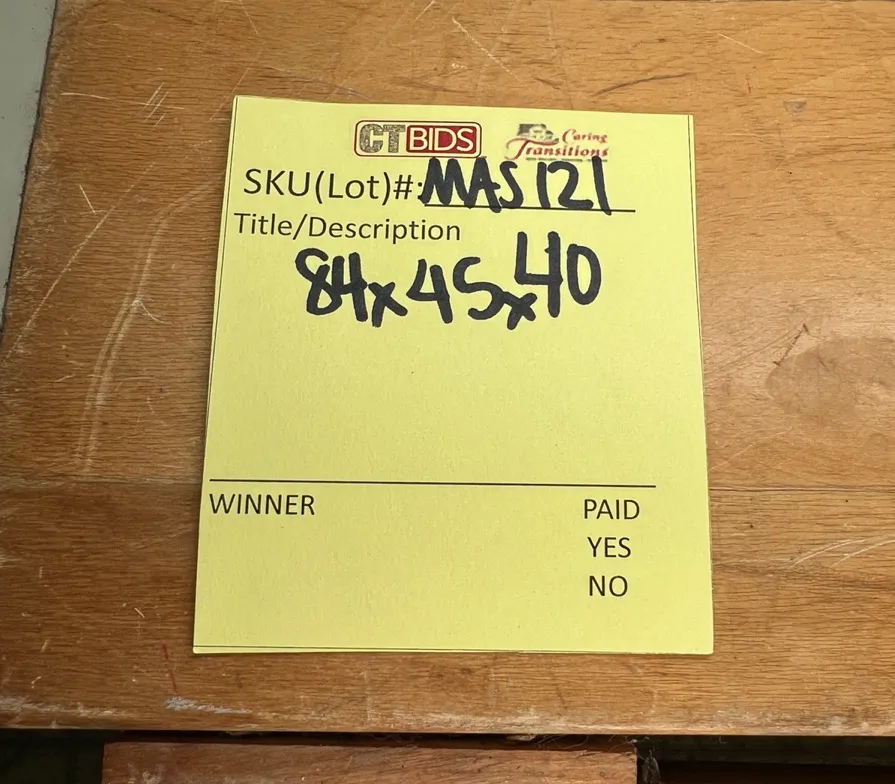 CTBIDS Caring Transitions
SKU(Lot)#: MAS121
Title/Description
84x45x40
WINNER PAID
YES
NO